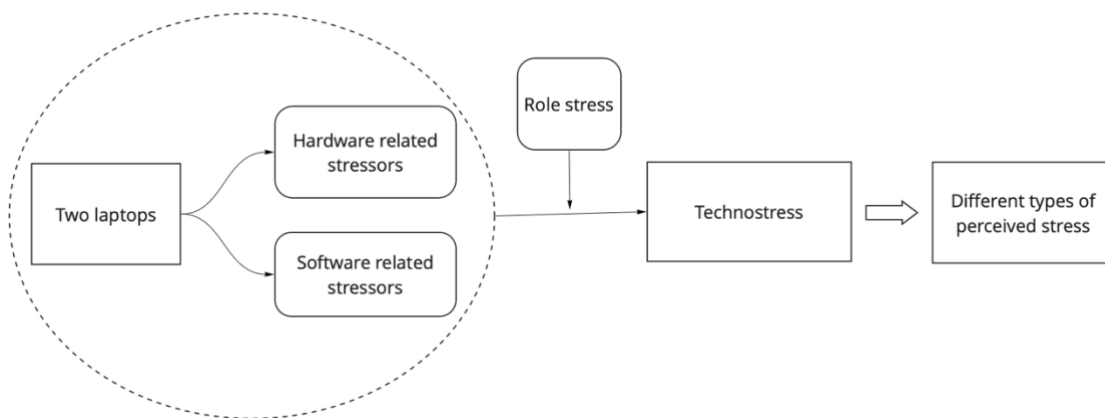 Two laptops
Hardware related
stressors
Software related
stressors
Role stress
Technostress
Different types of
perceived stress